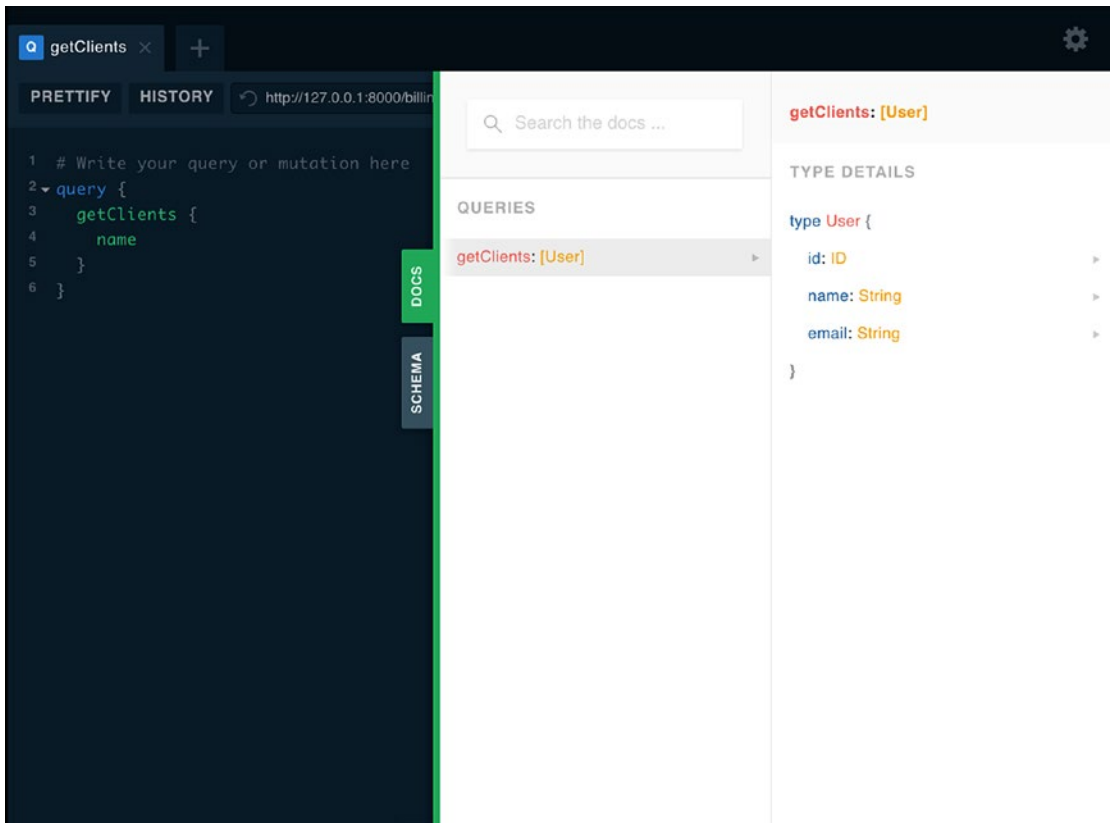 Q getClients × +
PRETTIFY HISTORY http://127.0.0.1:8000/billin
1 # Write your query or mutation here
2 query {
3 getClients {
4 name
5 }
6 }
DOCS
SCHEMA
Search the docs ...
QUERIES
getClients: [User]
getClients: [User]
TYPE DETAILS
type User {
id: ID
name: String
email: String
}